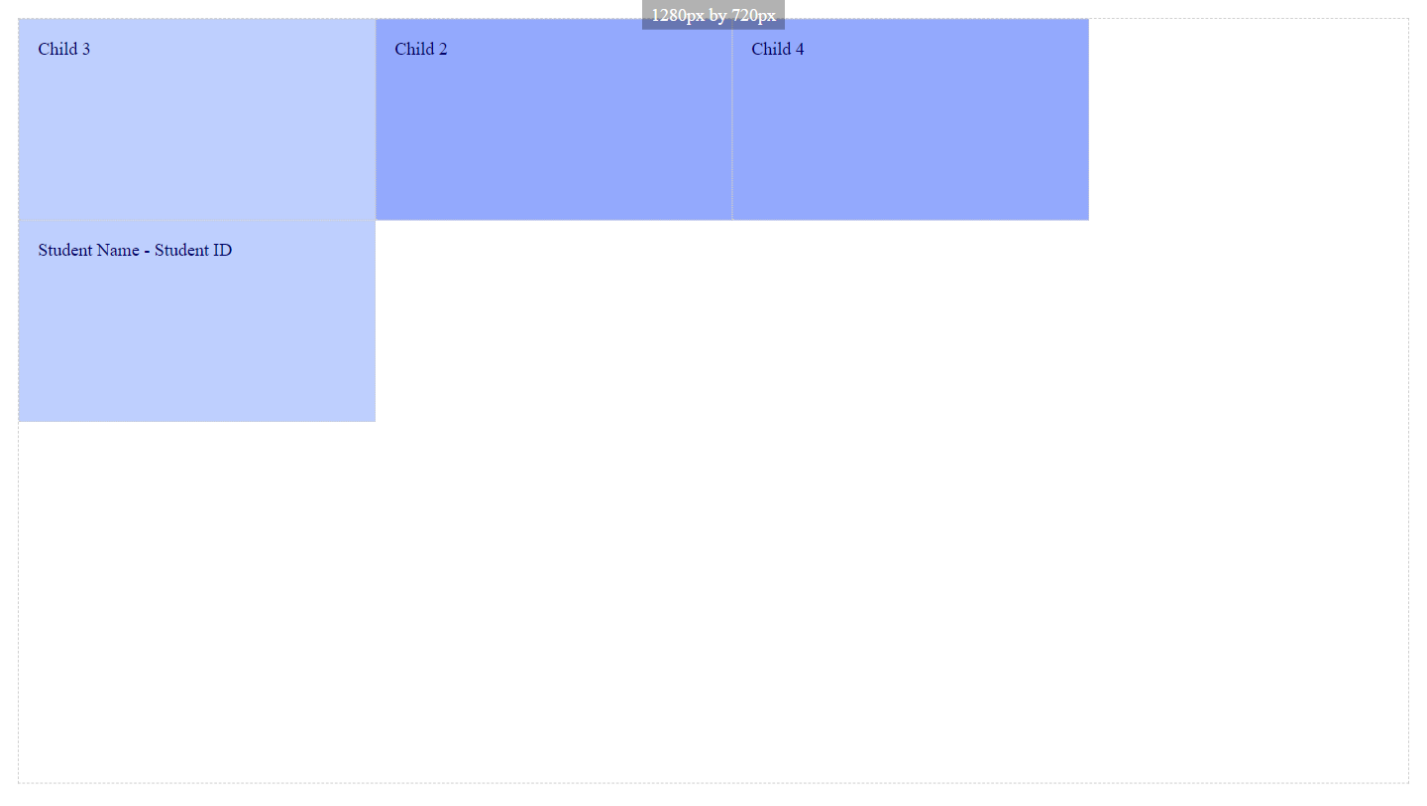 1280px by 720px
Child 3
Child 2
Child 4
Student Name - Student ID